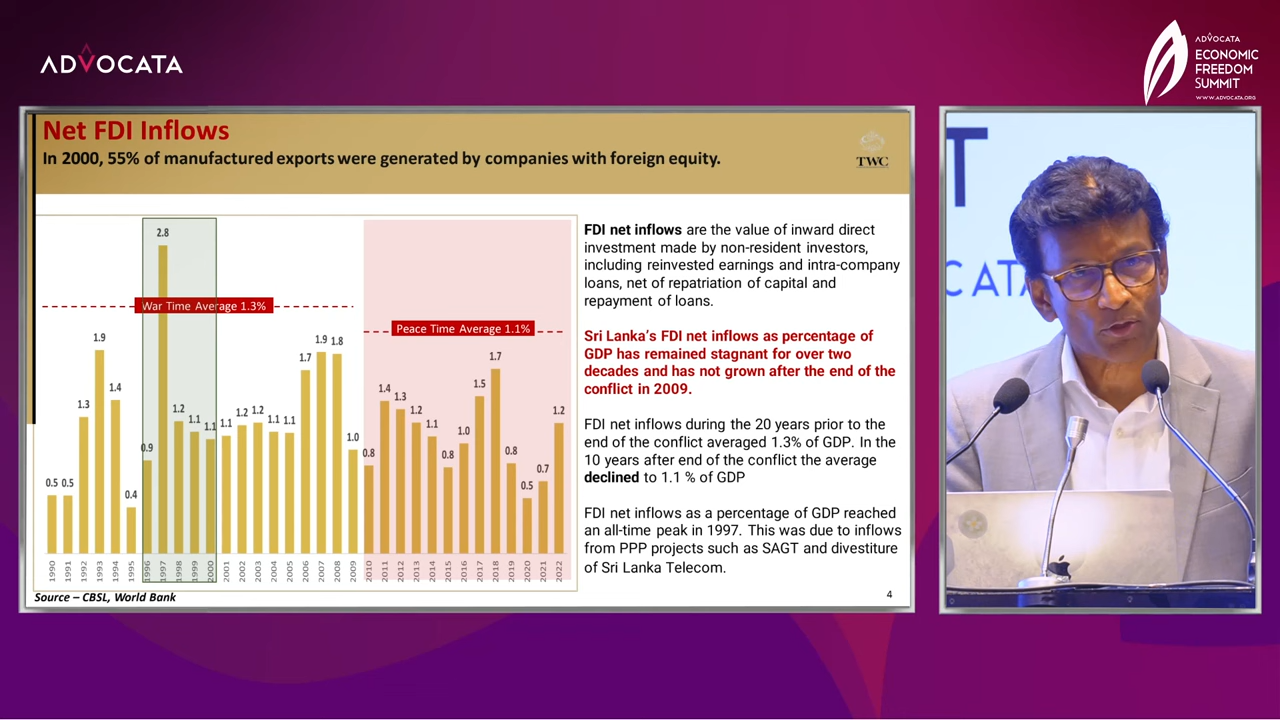 ADVOCATA
ADVOCATA
ECONOMIC
FREEDOM
SUMMIT
WWW.ADVOCATA.ORG
Net FDI Inflows
In 2000, 55% of manufactured exports were generated by companies with foreign equity.
TWC
War Time Average 1.3%
Peace Time Average 1.1%
0.5 0.5 1.3 1.9 1.4 0.4 0.9 2.8 1.2 1.1 1.1 1.1 1.2 1.2 1.1 1.1 1.7 1.9 1.8 1.0 0.8 1.4 1.3 1.2 1.1 0.8 1.0 1.5 1.7 0.8 0.5 0.7 1.2
1990 1991 1992 1993 1994 1995 1996 1997 1998 1999 2000 2001 2002 2003 2004 2005 2006 2007 2008 2009 2010 2011 2012 2013 2014 2015 2016 2017 2018 2019 2020 2021 2022
FDI net inflows are the value of inward direct
investment made by non-resident investors,
including reinvested earnings and intra-company
loans, net of repatriation of capital and
repayment of loans.
Sri Lanka's FDI net inflows as percentage of
GDP has remained stagnant for over two
decades and has not grown after the end of the
conflict in 2009.
FDI net inflows during the 20 years prior to the
end of the conflict averaged 1.3% of GDP. In the
10 years after end of the conflict the average
declined to 1.1 % of GDP
FDI net inflows as a percentage of GDP reached
an all-time peak in 1997. This was due to inflows
from PPP projects such as SAGT and divestiture
of Sri Lanka Telecom.
Source – CBSL, World Bank
4
T
CATA